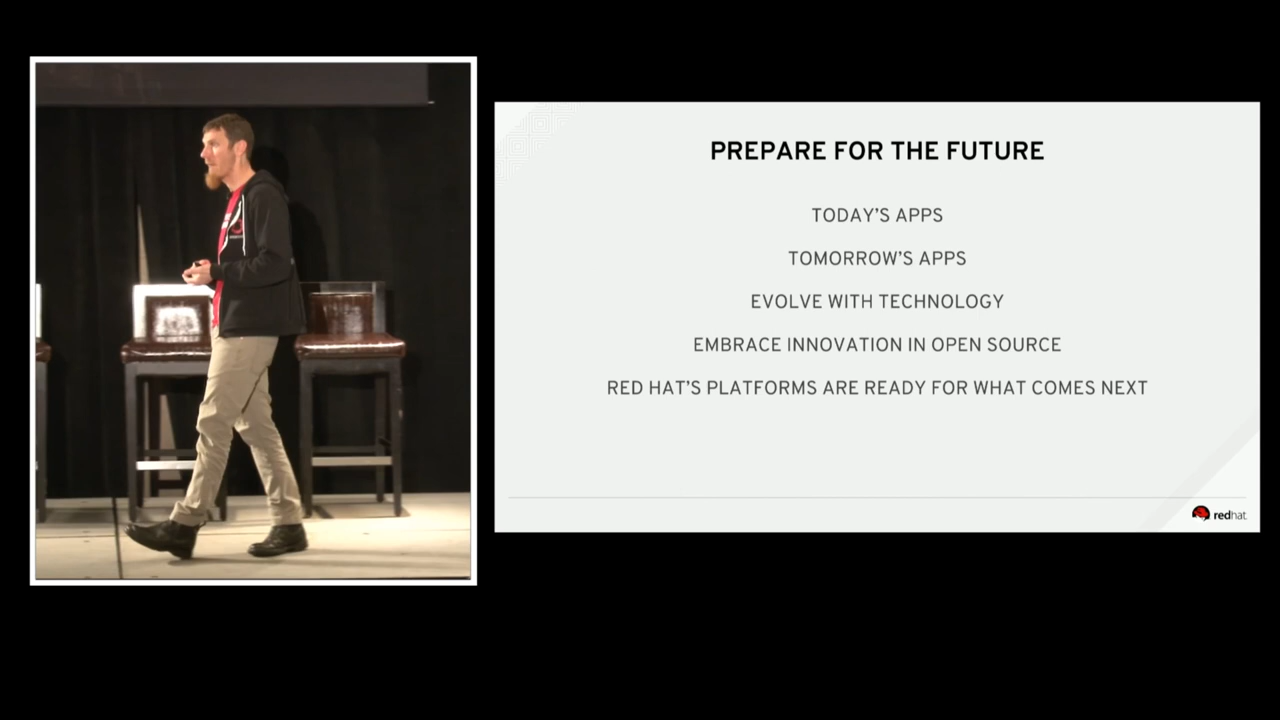 PREPARE FOR THE FUTURE
TODAY'S APPS
TOMORROW'S APPS
EVOLVE WITH TECHNOLOGY
EMBRACE INNOVATION IN OPEN SOURCE
RED HAT'S PLATFORMS ARE READY FOR WHAT COMES NEXT
redhat